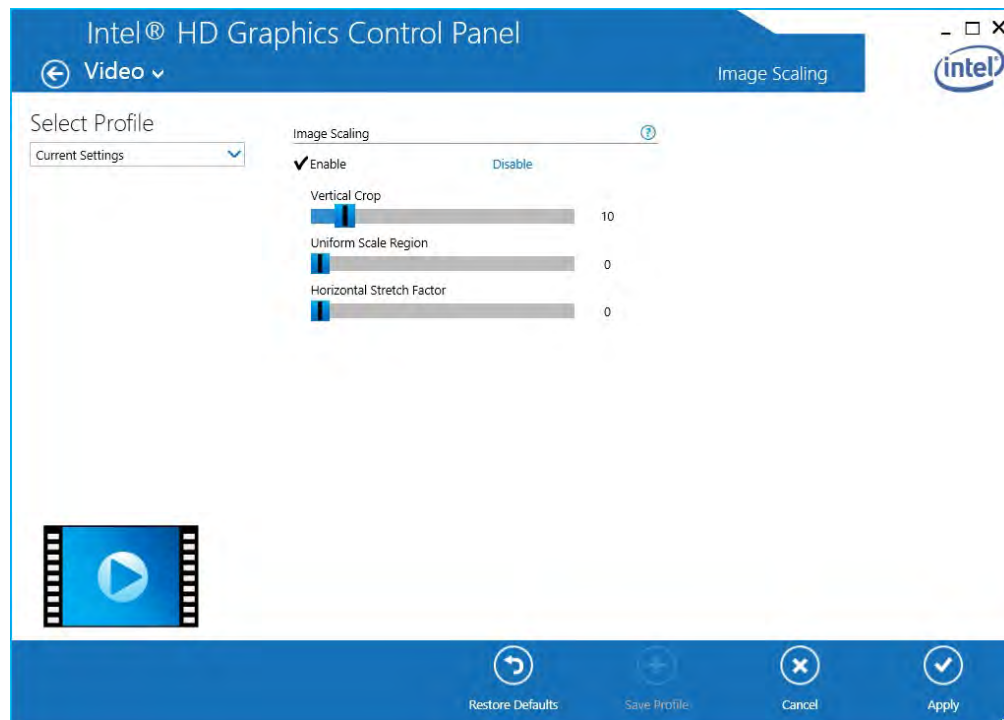 Intel® HD Graphics Control Panel
Video
Image Scaling
intel
Select Profile
Current Settings
Image Scaling
?
Enable Disable
Vertical Crop
10
Uniform Scale Region
0
Horizontal Stretch Factor
0
Restore Defaults Save Profile Cancel Apply